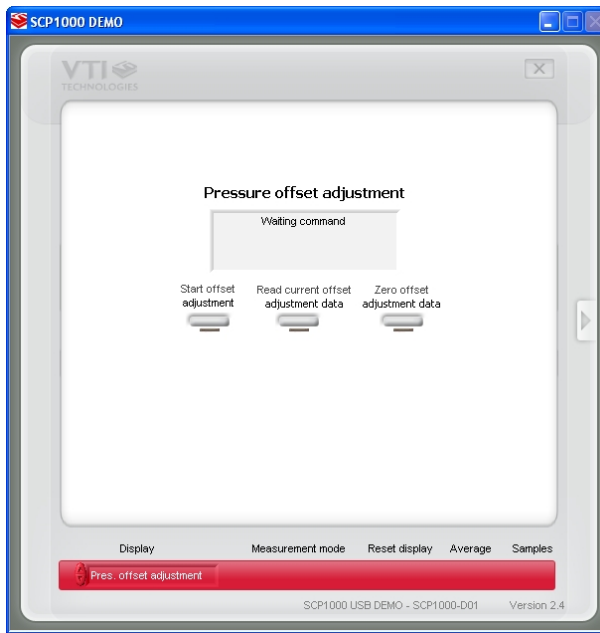 SCP1000 DEMO
VTI
TECHNOLOGIES
Pressure offset adjustment
Waiting command
Start offset adjustment
Read current offset adjustment data
Zero offset adjustment data
Display Measurement mode Reset display Average Samples
Pres. offset adjustment
SCP1000 USB DEMO - SCP1000-D01 Version 2.4